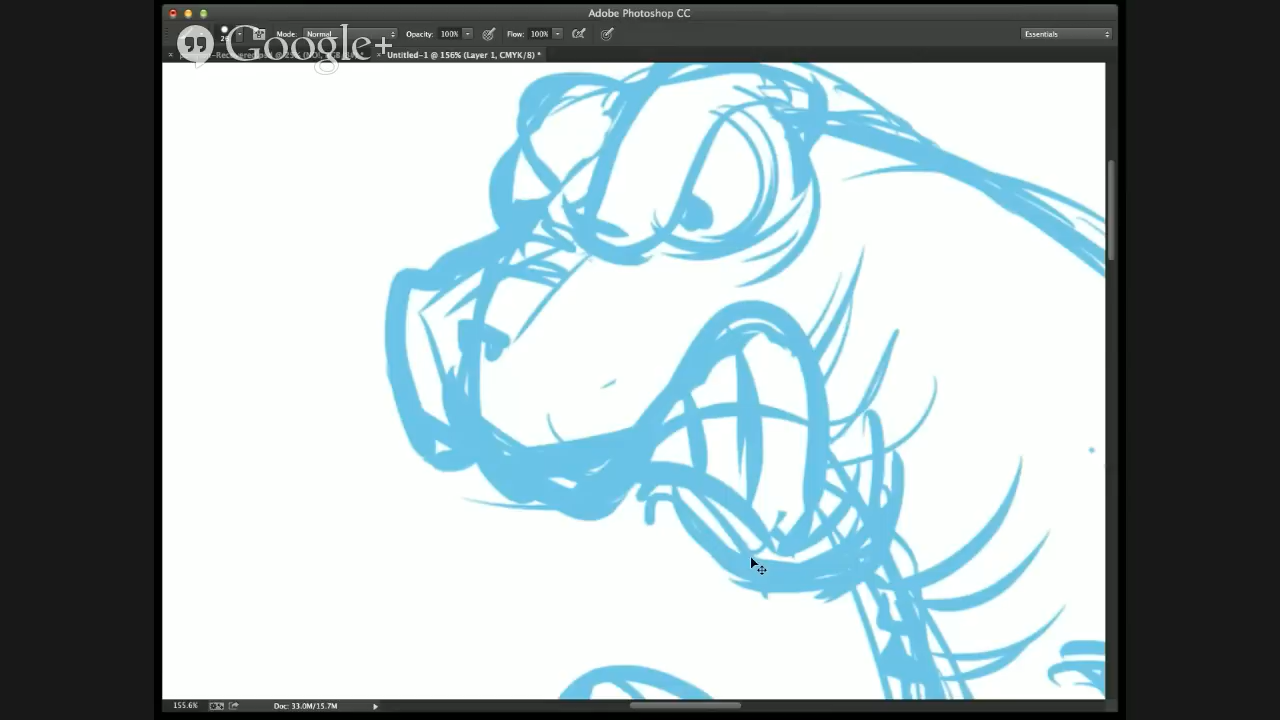 Adobe Photoshop CC
Google+
Mode: Normal Opacity: 100% Flow: 100% Essentials
Untitled-1 @ 156% (Layer 1, CMYK/8) *
155.6% Doc: 33.0M/15.7M